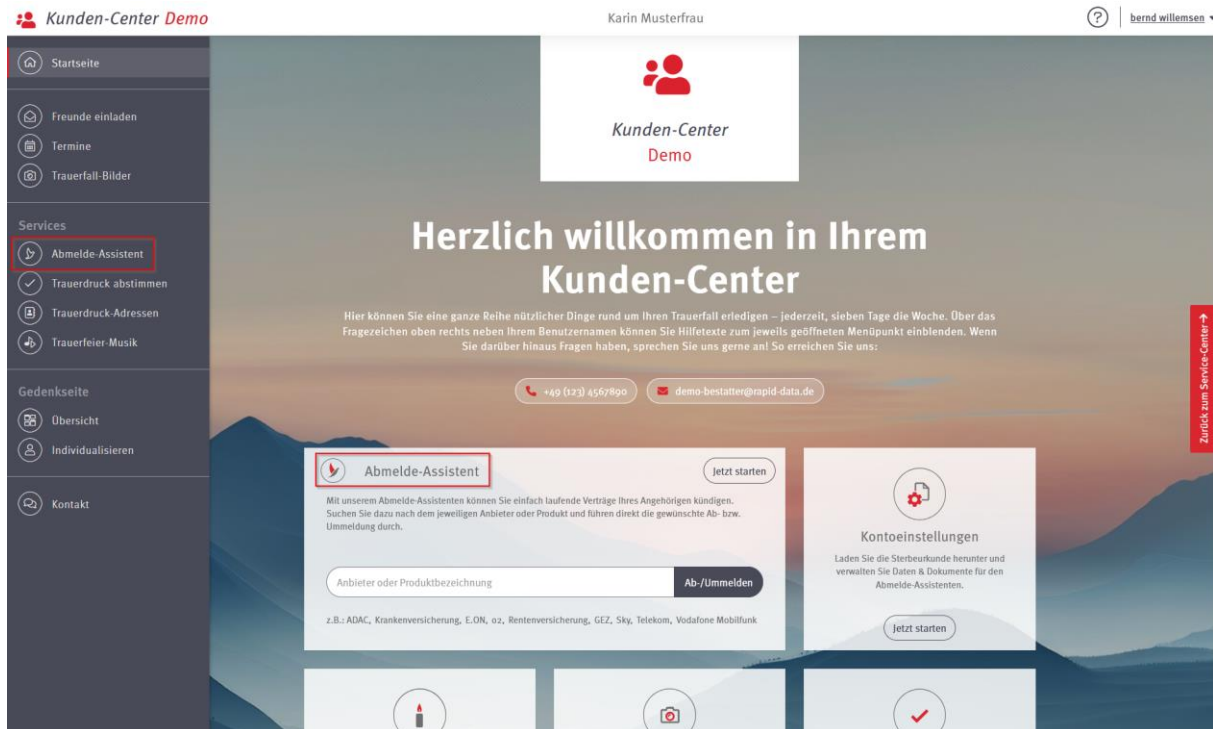 Kunden-Center Demo
Karin Musterfrau
?
bernd willemsen
Startseite
Freunde einladen
Termine
Trauerfall-Bilder
Services
Abmelde-Assistent
Trauerdruck abstimmen
Trauerdruck-Adressen
Trauerfeier-Musik
Gedenkseite
Übersicht
Individualisieren
Kontakt
Kunden-Center
Demo
Herzlich willkommen in Ihrem
Kunden-Center
Hier können Sie eine ganze Reihe nützlicher Dinge rund um Ihren Trauerfall erledigen – jederzeit, sieben Tage die Woche. Über das
Fragezeichen oben rechts neben Ihrem Benutzernamen können Sie Hilfetexte zum jeweils geöffneten Menüpunkt einblenden. Wenn
Sie darüber hinaus Fragen haben, sprechen Sie uns gerne an! So erreichen Sie uns:
+49 (123) 4567890
demo-bestatter@rapid-data.de
Zurück zum Service-Center
Abmelde-Assistent
Jetzt starten
Mit unserem Abmelde-Assistenten können Sie einfach laufende Verträge Ihres Angehörigen kündigen.
Suchen Sie dazu nach dem jeweiligen Anbieter oder Produkt und führen direkt die gewünschte Ab- bzw.
Ummeldung durch.
Anbieter oder Produktbezeichnung
Ab-/Ummelden
z.B.: ADAC, Krankenversicherung, E.ON, o2, Rentenversicherung, GEZ, Sky, Telekom, Vodafone Mobilfunk
Kontoeinstellungen
Laden Sie die Sterbeurkunde herunter und
verwalten Sie Daten & Dokumente für den
Abmelde-Assistenten.
Jetzt starten